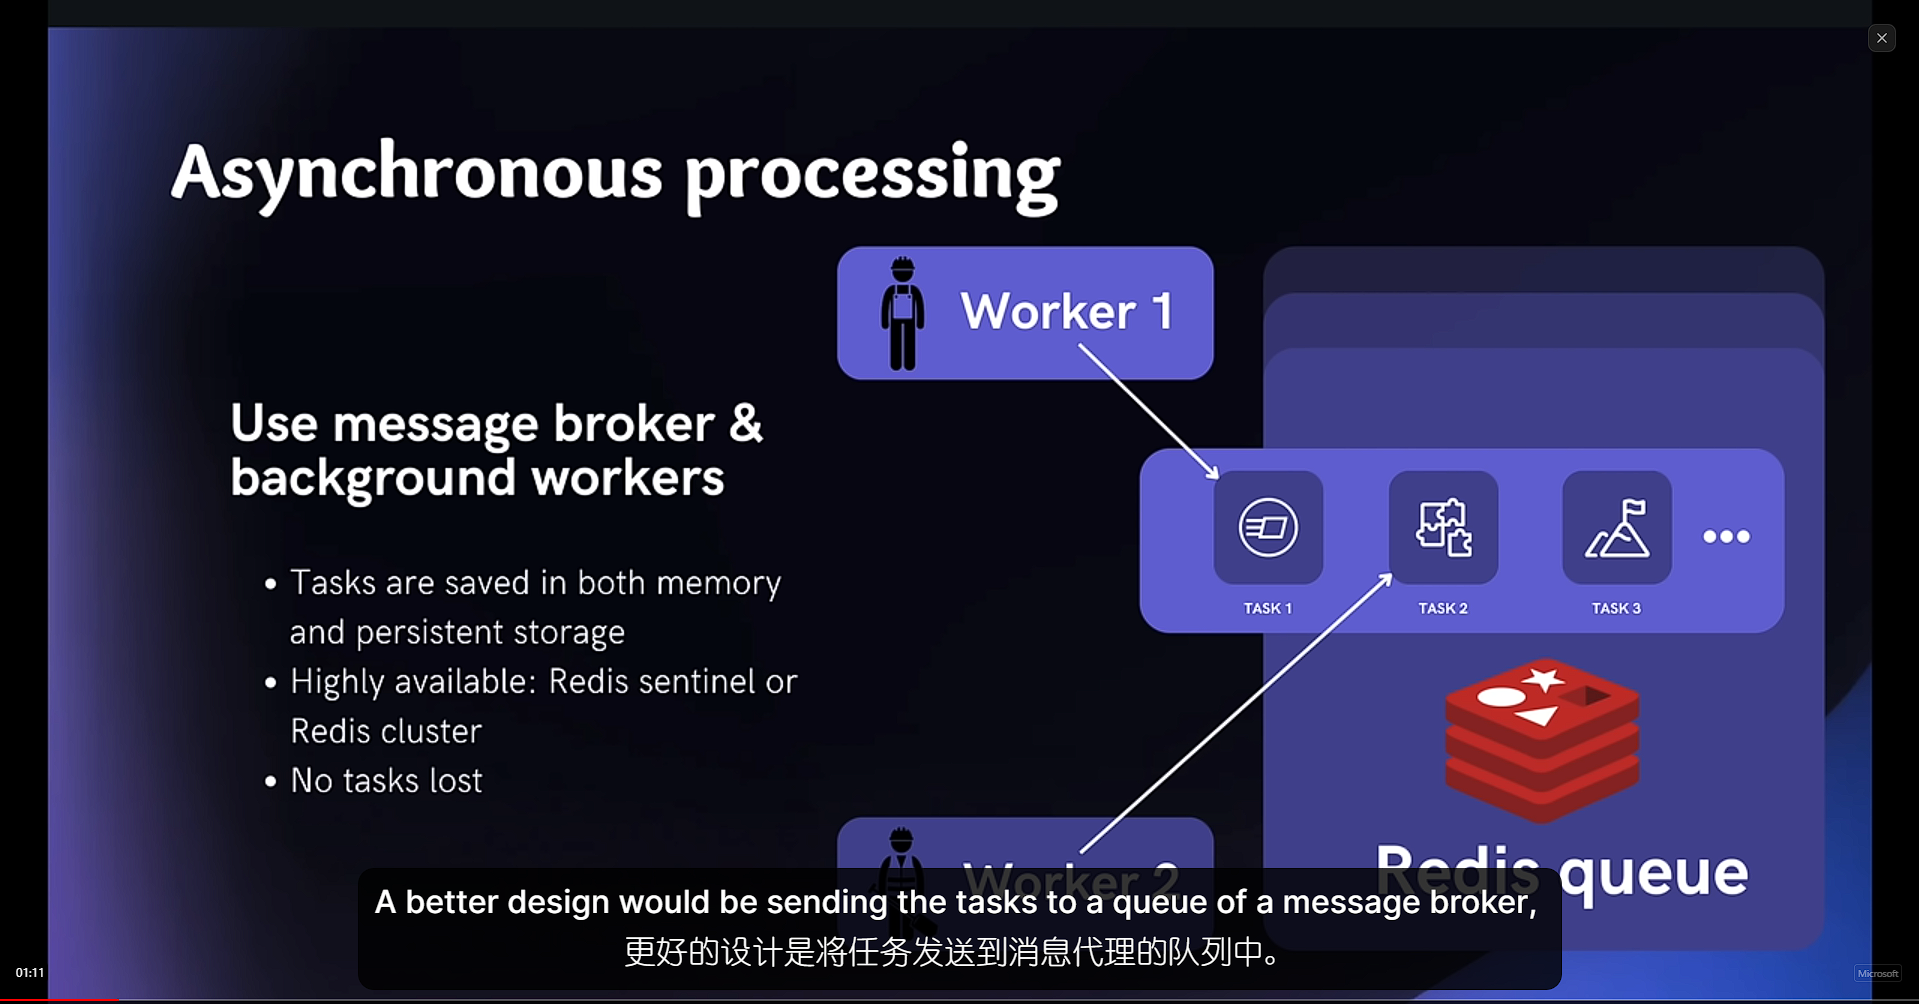 Asynchronous processing
Worker 1
Use message broker &
background workers
TASK 1
TASK 2
TASK 3
Tasks are saved in both memory
and persistent storage
Highly available: Redis sentinel or
Redis cluster
No tasks lost
Worker 2
Redis queue
A better design would be sending the tasks to a queue of a message broker,
更好的设计是将任务发送到消息代理的队列中。
01:11
Microsoft